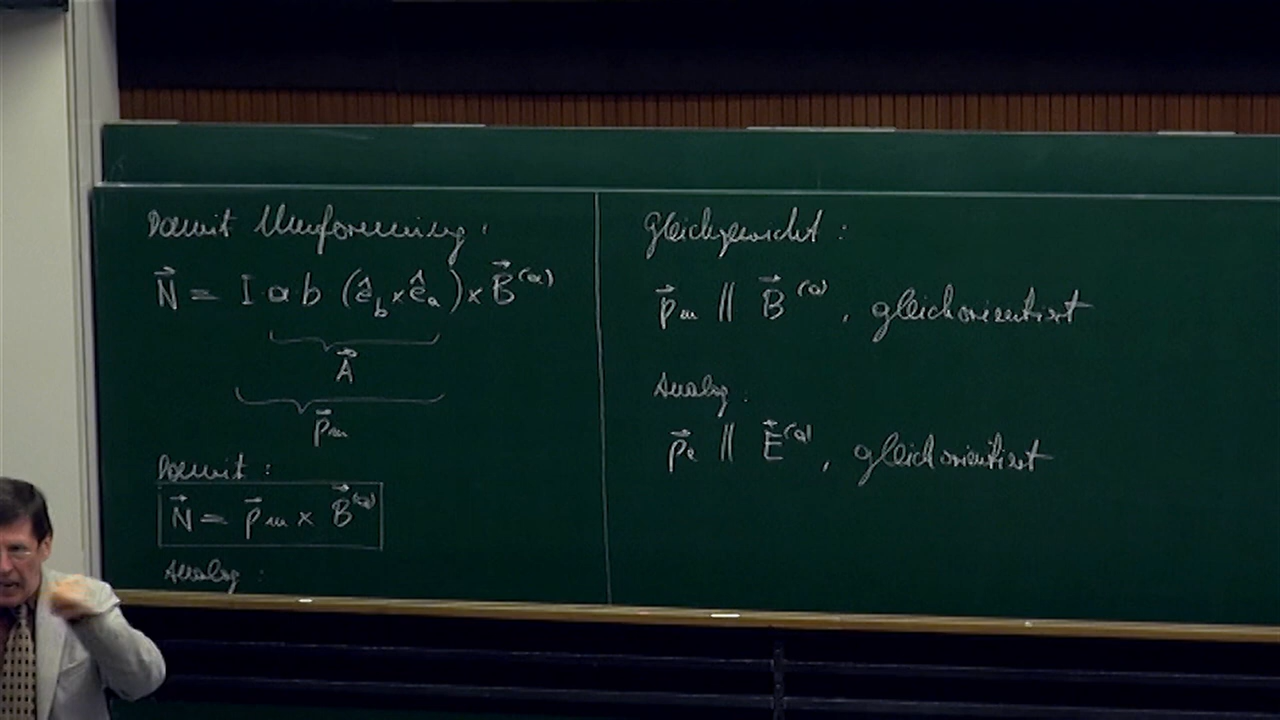 Damit Umformung:
N⃗ = I a b (ê_b × ê_a) × B⃗^(a)
A⃗
p⃗_m
Damit:
N⃗ = p⃗_m × B⃗^(a)
Analog:
Gleichgewicht:
p⃗_m || B⃗^(a), gleichorientiert
Analog:
p⃗_e || E⃗^(a), gleichorientiert